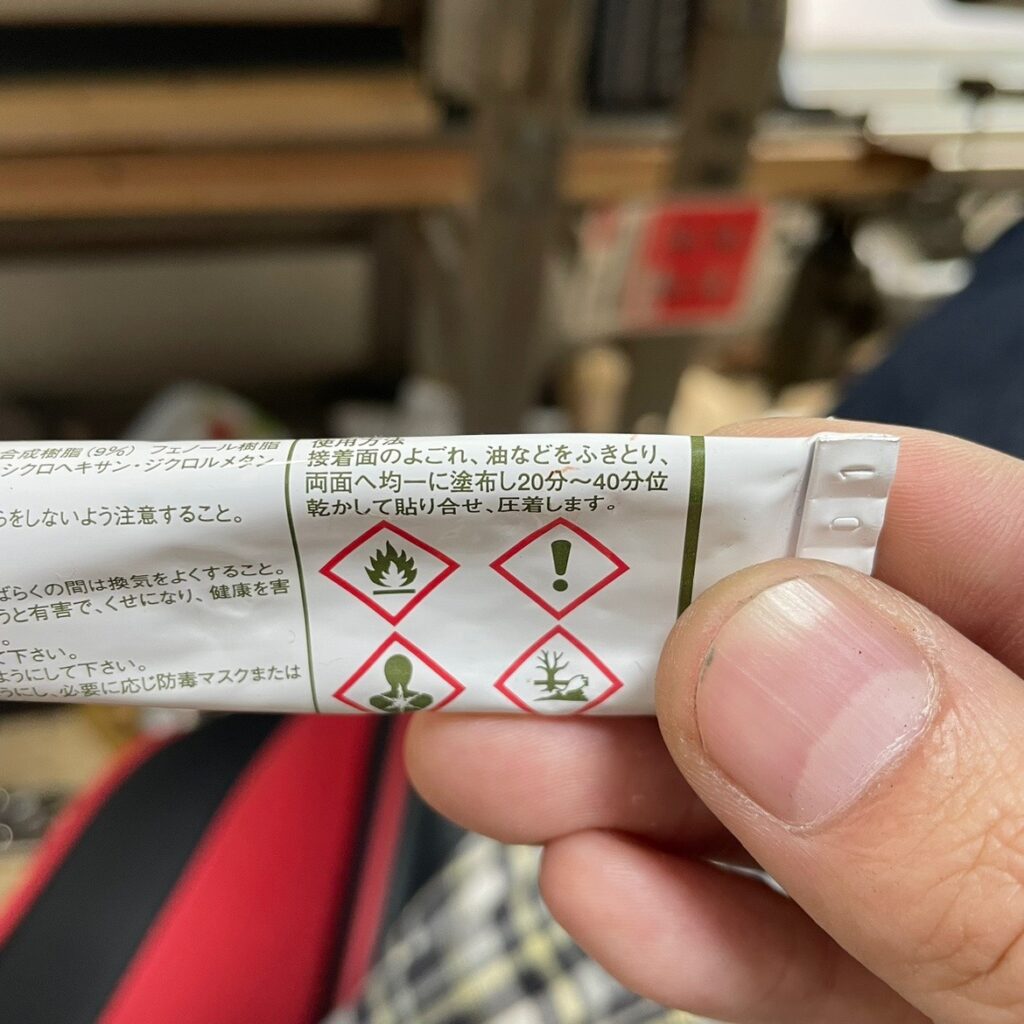 合成樹脂(9%) フェノール樹脂
シクロヘキサン・ジクロルメタン
をしないよう注意すること。
ばらくの間は換気をよくすること。
うと有害で、くせになり、健康を害
。
て下さい。
ようにして下さい。
うにし、必要に応じ防毒マスクまたは
使用方法
接着面のよごれ、油などをふきとり、
両面へ均一に塗布し20分〜40分位
乾かして貼り合せ、圧着します。